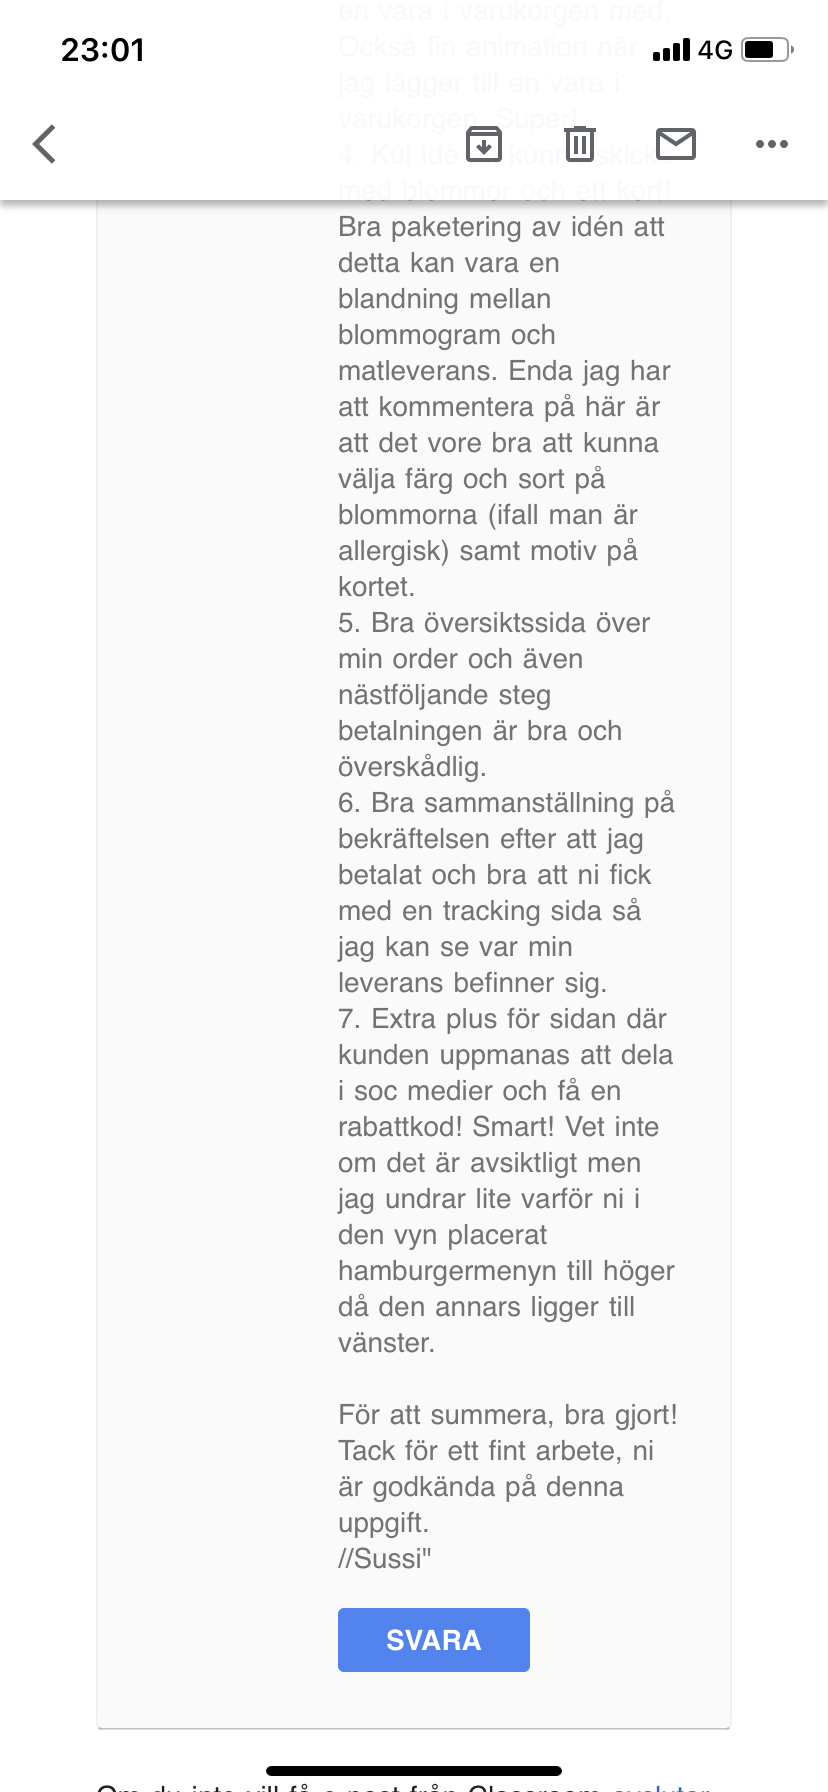 en vara i varukorgen med.
23:01
Också fin animation när
4G
jag lägger till en vara i
varukorgen. Super!
4. Kul idé
kunna skicka
med blommor och ett kort!
Bra paketering av idén att
detta kan vara en
blandning mellan
blommogram och
matleverans. Enda jag har
att kommentera på här är
att det vore bra att kunna
välja färg och sort på
blommorna (ifall man är
allergisk) samt motiv på
kortet.
5. Bra översiktssida över
min order och även
nästföljande steg
betalningen är bra och
överskådlig.
6. Bra sammanställning på
bekräftelsen efter att jag
betalat och bra att ni fick
med en tracking sida så
jag kan se var min
leverans befinner sig.
7. Extra plus för sidan där
kunden uppmanas att dela
i soc medier och få en
rabattkod! Smart! Vet inte
om det är avsiktligt men
jag undrar lite varför ni i
den vyn placerat
hamburgermenyn till höger
då den annars ligger till
vänster.
För att summera, bra gjort!
Tack för ett fint arbete, ni
är godkända på denna
uppgift.
//Sussi"
SVARA
Om du inte vill få e-post från Classroom avslutar